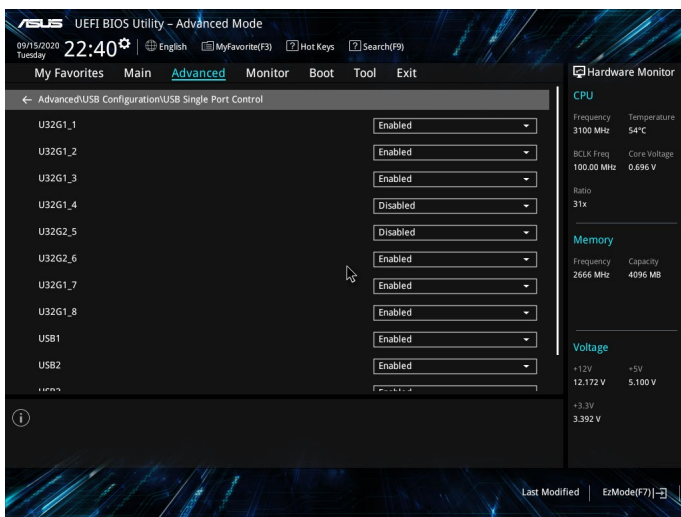 ASUS UEFI BIOS Utility – Advanced Mode
09/15/2020 Tuesday 22:40 English MyFavorite(F3) ? Hot Keys ? Search(F9)
My Favorites Main Advanced Monitor Boot Tool Exit
← Advanced\USB Configuration\USB Single Port Control
U32G1_1 Enabled
U32G1_2 Enabled
U32G1_3 Enabled
U32G1_4 Disabled
U32G2_5 Disabled
U32G2_6 Enabled
U32G1_7 Enabled
U32G1_8 Enabled
USB1 Enabled
USB2 Enabled
Hardware Monitor
CPU
Frequency Temperature
3100 MHz 54°C
BCLK Freq Core Voltage
100.00 MHz 0.696 V
Ratio
31x
Memory
Frequency Capacity
2666 MHz 4096 MB
Voltage
+12V +5V
12.172 V 5.100 V
+3.3V
3.392 V
Last Modified EzMode(F7)